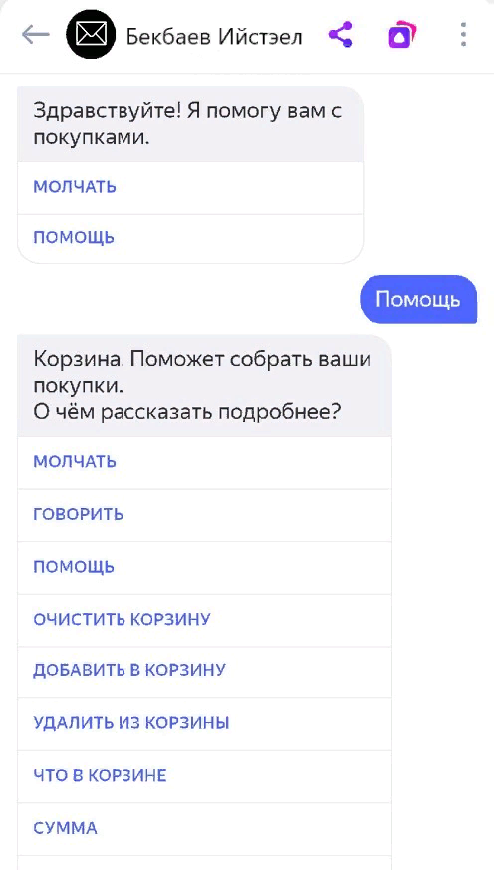 Бекбаев Ийстэел
Здравствуйте! Я помогу вам с
покупками.
МОЛЧАТЬ
ПОМОЩЬ
Помощь
Корзина. Поможет собрать ваши
покупки.
О чём рассказать подробнее?
МОЛЧАТЬ
ГОВОРИТЬ
ПОМОЩЬ
ОЧИСТИТЬ КОРЗИНУ
ДОБАВИТЬ В КОРЗИНУ
УДАЛИТЬ ИЗ КОРЗИНЫ
ЧТО В КОРЗИНЕ
СУММА